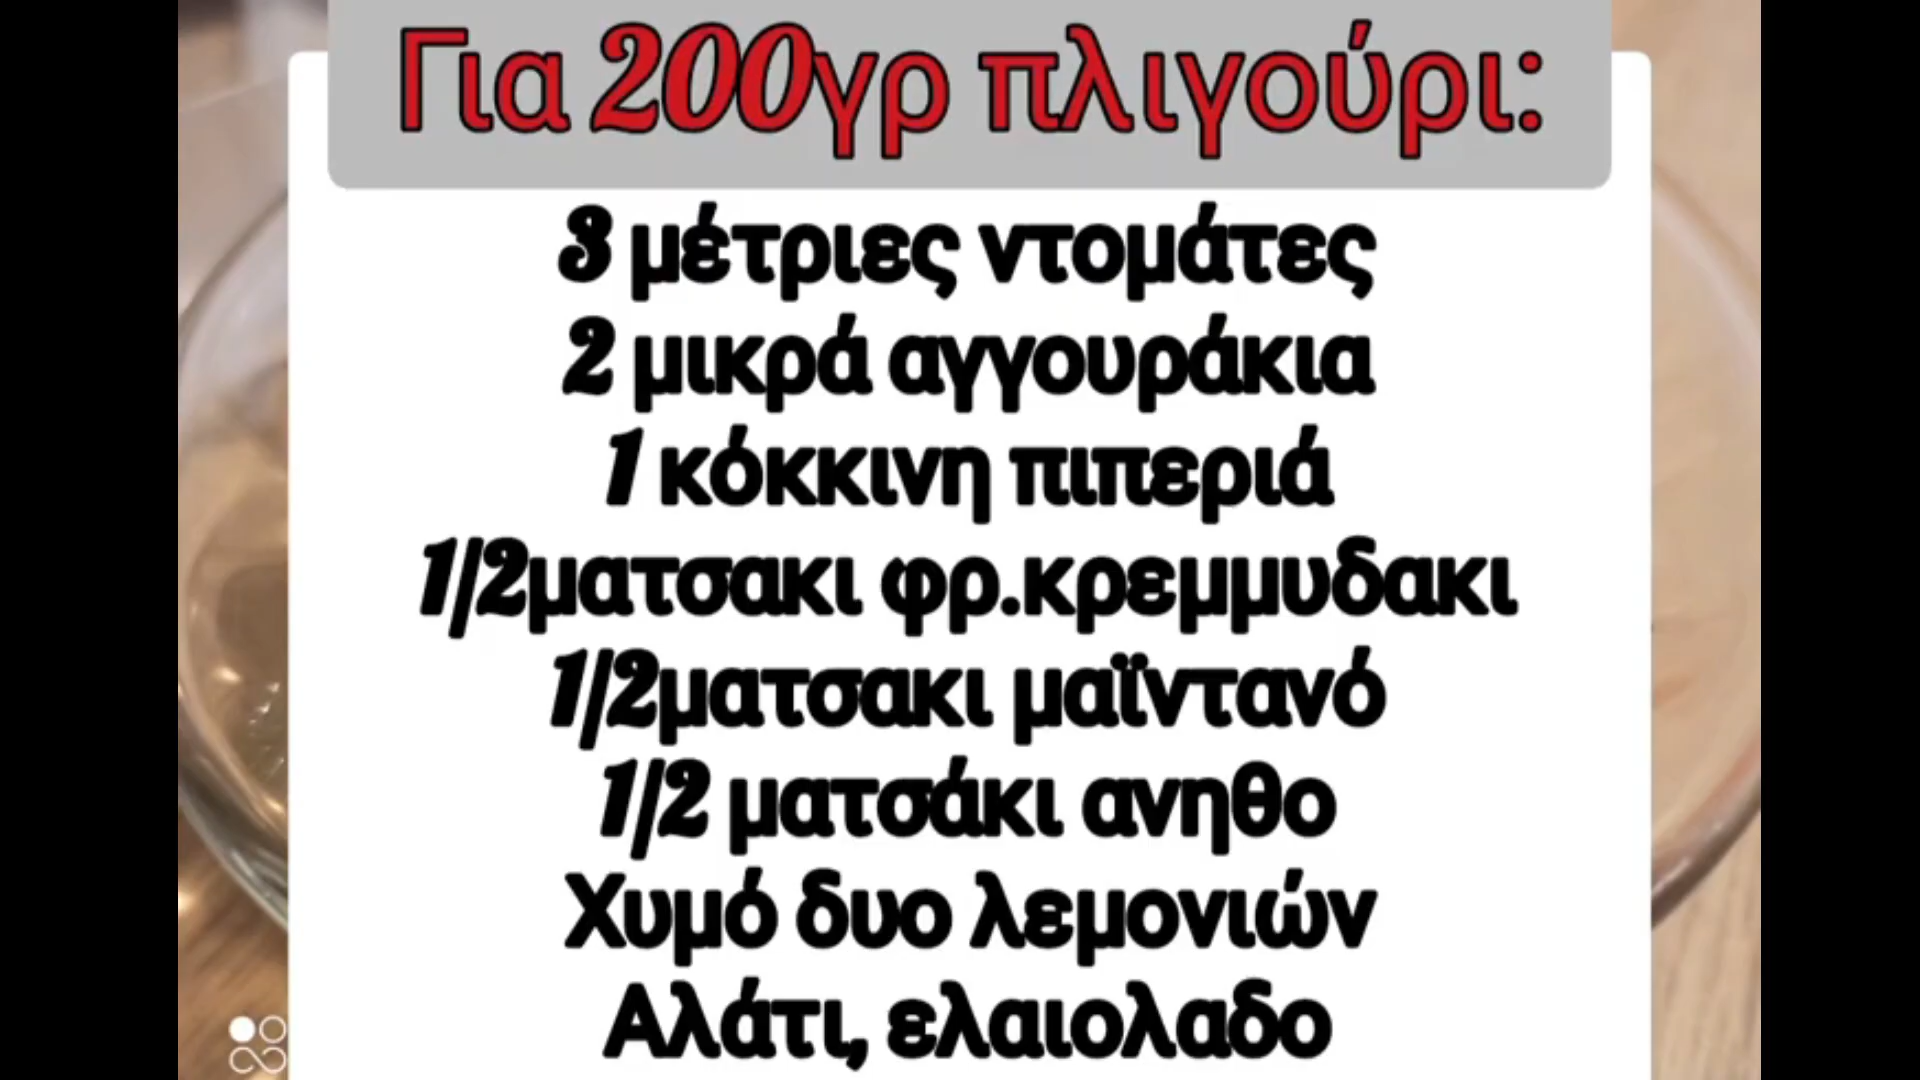 Για 200γρ πλιγούρι:
3 μέτριες ντομάτες
2 μικρά αγγουράκια
1 κόκκινη πιπεριά
1/2ματσακι φρ.κρεμμυδακι
1/2ματσακι μαϊντανό
1/2 ματσάκι ανηθο
Χυμό δυο λεμονιών
Αλάτι, ελαιολαδο